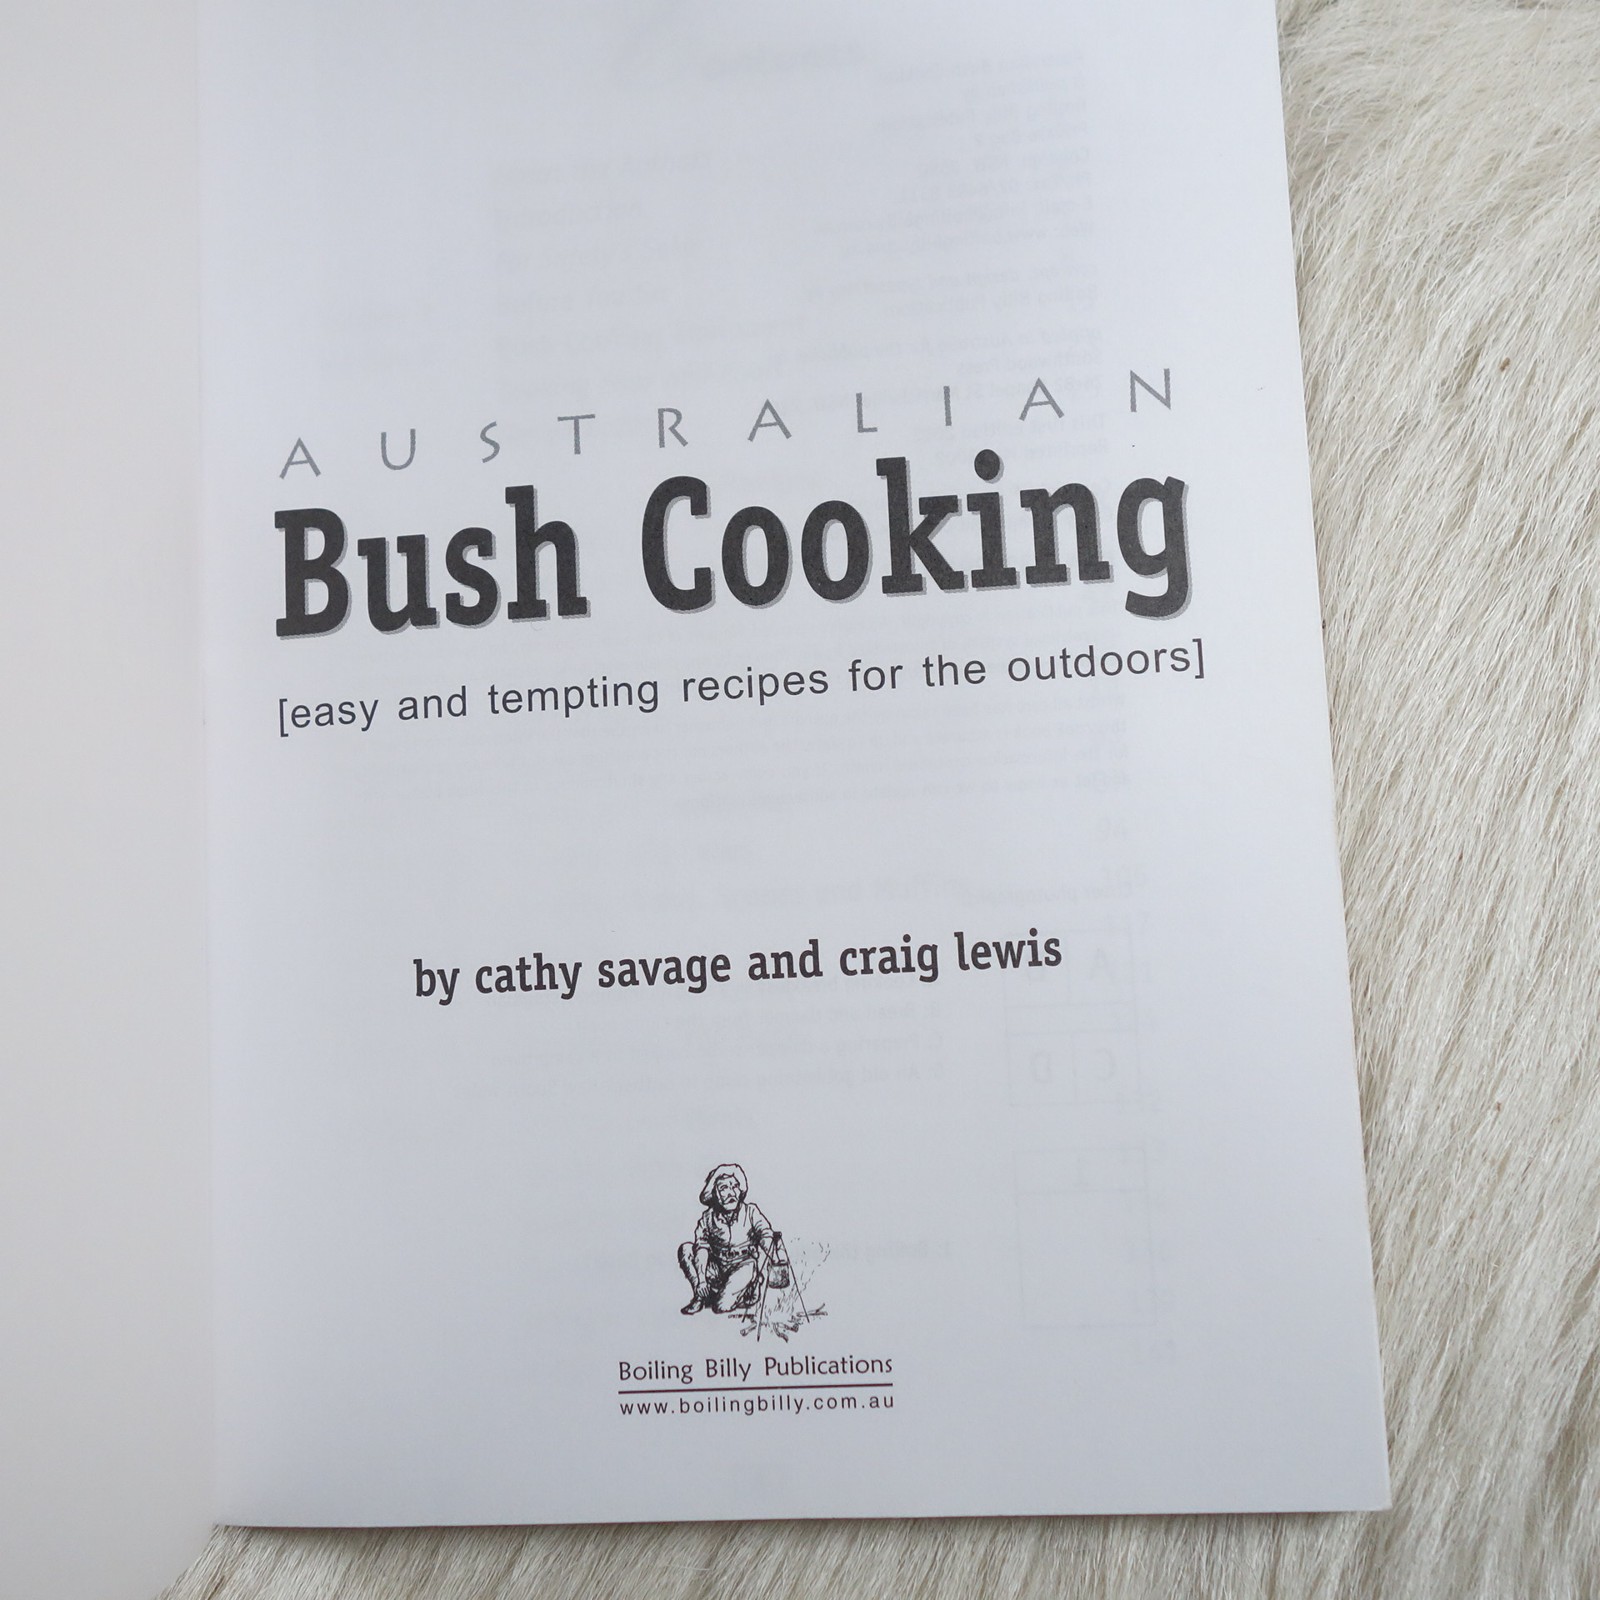 AUSTRALIAN
Bush Cooking
[easy and tempting recipes for the outdoors]
by cathy savage and craig lewis
Boiling Billy Publications
www.boilingbilly.com.au